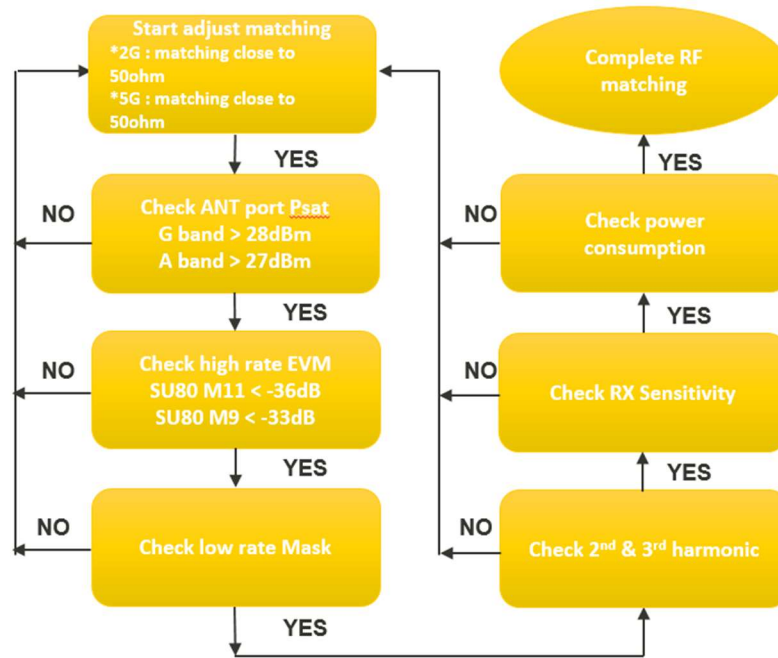 Start adjust matching
*2G : matching close to
50ohm
*5G : matching close to
50ohm
YES
NO
Check ANT port Psat
G band > 28dBm
A band > 27dBm
YES
NO
Check high rate EVM
SU80 M11 < -36dB
SU80 M9 < -33dB
YES
NO
Check low rate Mask
YES
NO
Check 2nd & 3rd harmonic
YES
NO
Check RX Sensitivity
YES
NO
Check power
consumption
YES
Complete RF
matching